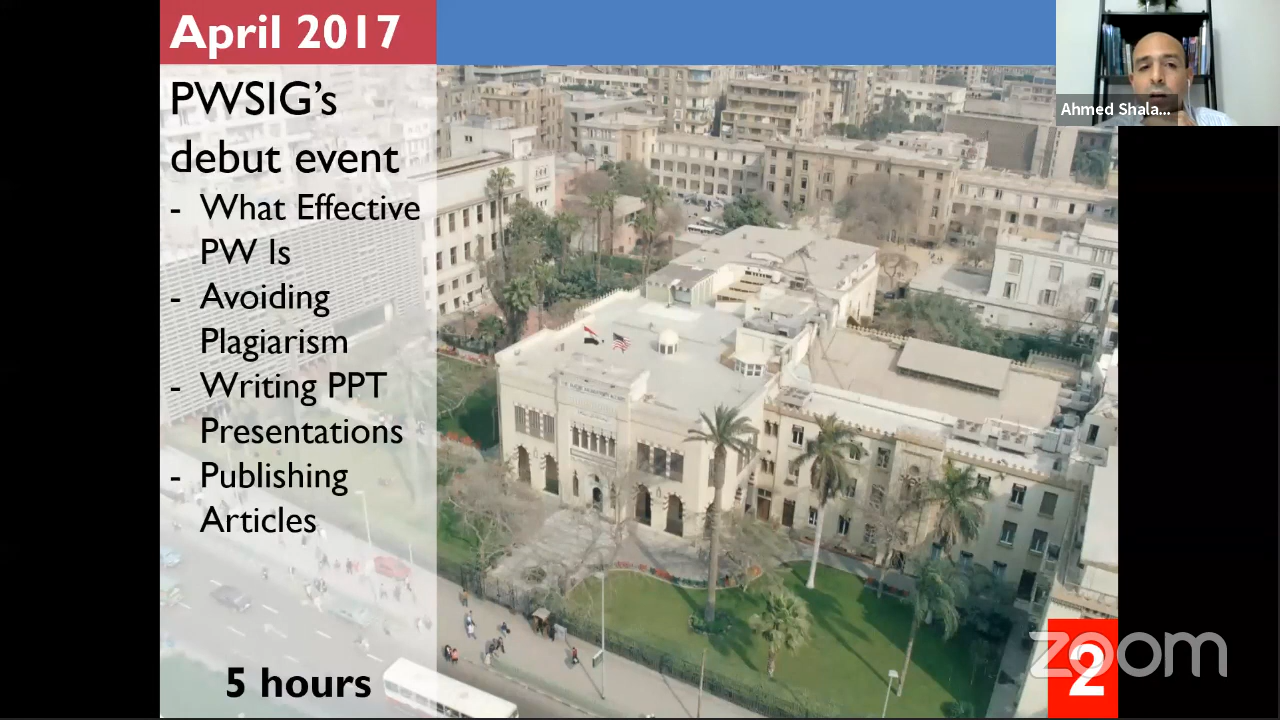 April 2017
PWSIG's
debut event
- What Effective
PW Is
- Avoiding
Plagiarism
- Writing PPT
Presentations
- Publishing
Articles
5 hours
Ahmed Shala...
zoom
2